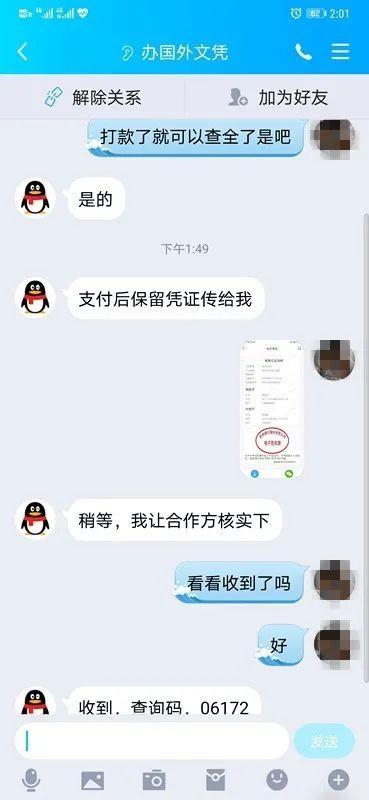 2:01
办国外文凭
解除关系
加为好友
打款了就可以查全了是吧
是的
下午1:49
支付后保留凭证传给我
稍等，我让合作方核实下
看看收到了吗
好
收到，查询码，06172
发送